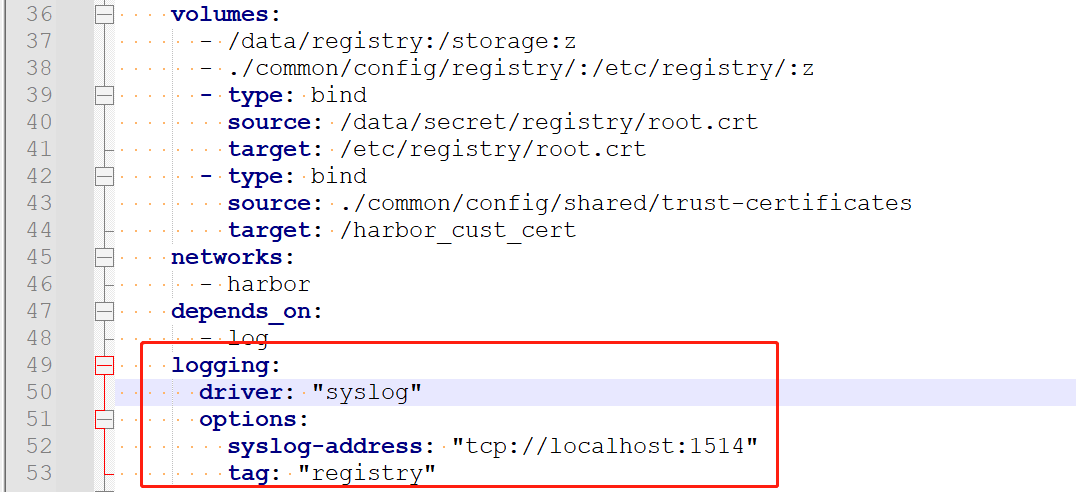 36 volumes:
37 - /data/registry:/storage:z
38 - ./common/config/registry/:/etc/registry/:z
39 - type: bind
40 source: /data/secret/registry/root.crt
41 target: /etc/registry/root.crt
42 - type: bind
43 source: ./common/config/shared/trust-certificates
44 target: /harbor_cust_cert
45 networks:
46 - harbor
47 depends_on:
48 - log
49 logging:
50 driver: "syslog"
51 options:
52 syslog-address: "tcp://localhost:1514"
53 tag: "registry"